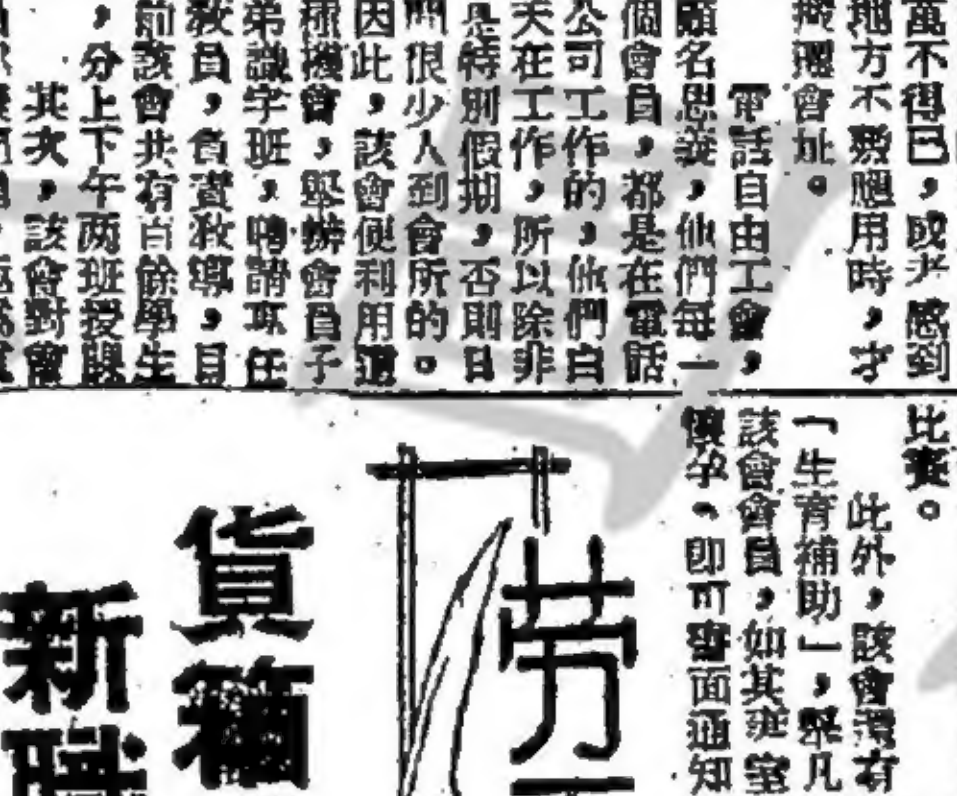 萬不得已，或者感到
地方不夠應用時，才
搬遷會址。
電話自由工會，
顧名思義，他們每一
個會員，都是在電話
公司工作的，他們白
天在工作，所以除非
是特別假期，否則日
間很少人到會所的。
因此，該會便利用這
極機會，舉辦會員子
弟識字班，聘請專任
教員，負責教導，目
前該會共有百餘學生
，分上下午两班授課
其次，該會對會
比賽。
此外，該會還有
「生育補助」，舉凡
該會會員，如其妻室
懷孕，即可書面通知
劳工
貨箱
新職